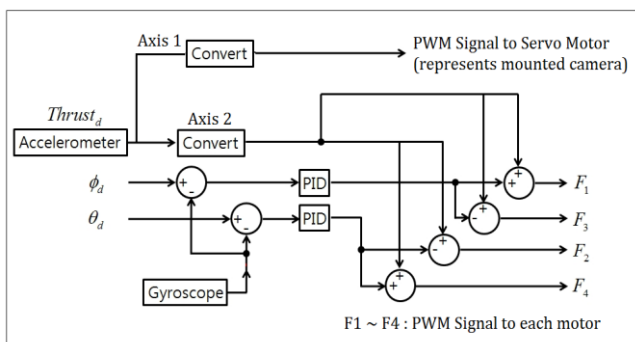 Axis 1
Convert
PWM Signal to Servo Motor
(represents mounted camera)
Thrust_d
Axis 2
Accelerometer
Convert
+
+
ϕ_d
+
-
PID
+
F₁
+
-
F₃
θ_d
+
-
PID
+
-
F₂
+
+
F₄
Gyroscope
F1 ~ F4 : PWM Signal to each motor